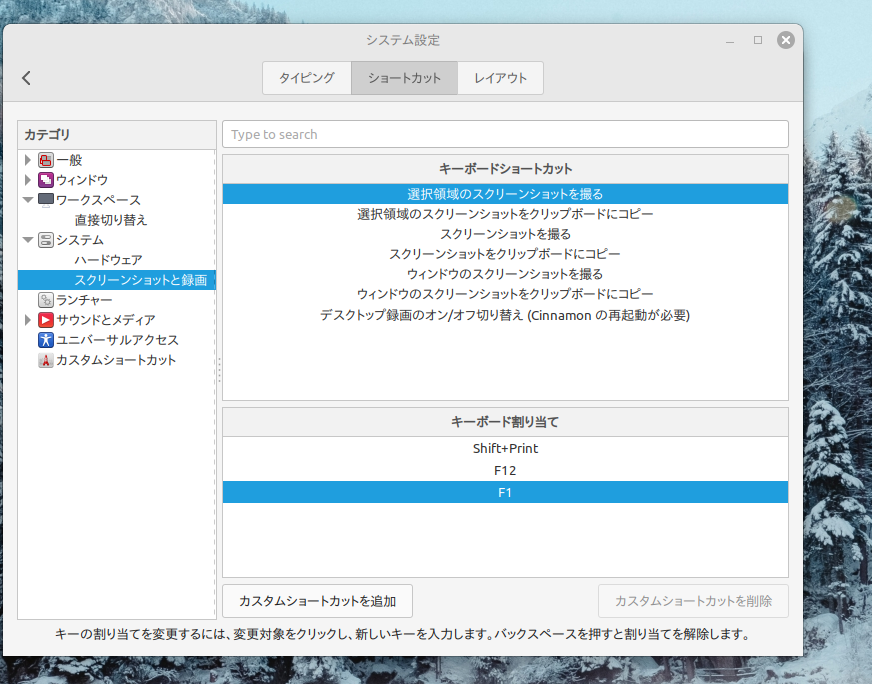 システム設定
タイピング
ショートカット
レイアウト
カテゴリ
一般
ウィンドウ
ワークスペース
直接切り替え
システム
ハードウェア
スクリーンショットと録画
ランチャー
サウンドとメディア
ユニバーサルアクセス
カスタムショートカット
Type to search
キーボードショートカット
選択領域のスクリーンショットを撮る
選択領域のスクリーンショットをクリップボードにコピー
スクリーンショットを撮る
スクリーンショットをクリップボードにコピー
ウィンドウのスクリーンショットを撮る
ウィンドウのスクリーンショットをクリップボードにコピー
デスクトップ録画のオン/オフ切り替え (Cinnamon の再起動が必要)
キーボード割り当て
Shift+Print
F12
F1
カスタムショートカットを追加
カスタムショートカットを削除
キーの割り当てを変更するには、変更対象をクリックし、新しいキーを入力します。バックスペースを押すと割り当てを解除します。